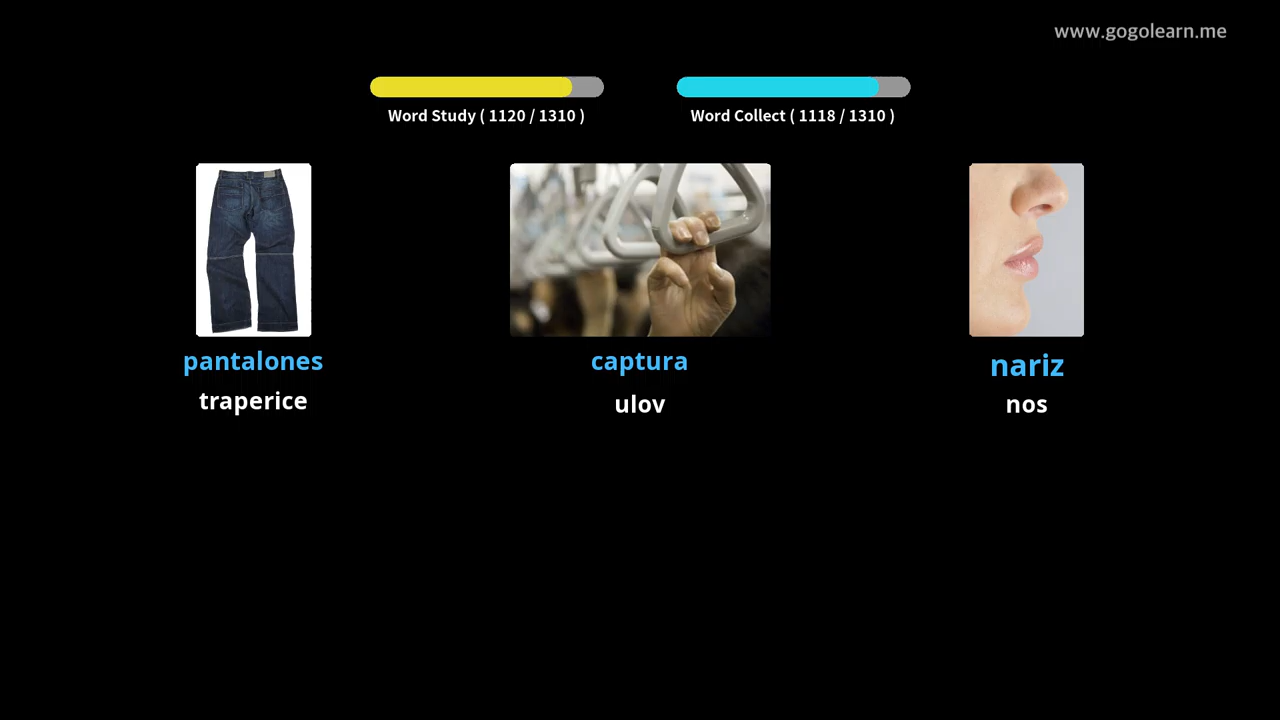 www.gogolearn.me
Word Study ( 1120 / 1310 )
Word Collect ( 1118 / 1310 )
pantalones
captura
nariz
traperice
ulov
nos